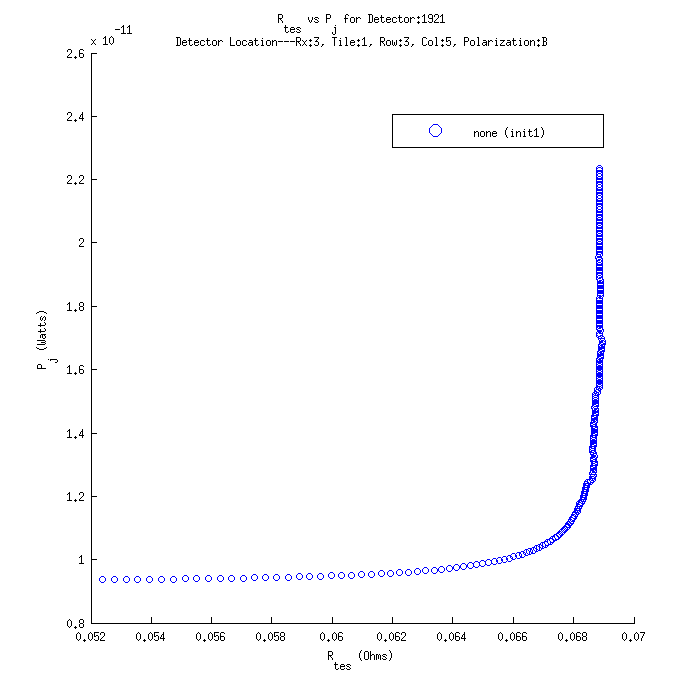 R_tes vs P_j for Detector:1921
Detector Location---Rx:3, Tile:1, Row:3, Col:5, Polarization:B
x 10^-11
2.6
2.4
2.2
2
1.8
1.6
1.4
1.2
1
0.8
P_j (Watts)
none (init1)
0.052 0.054 0.056 0.058 0.06 0.062 0.064 0.066 0.068 0.07
R_tes (Ohms)